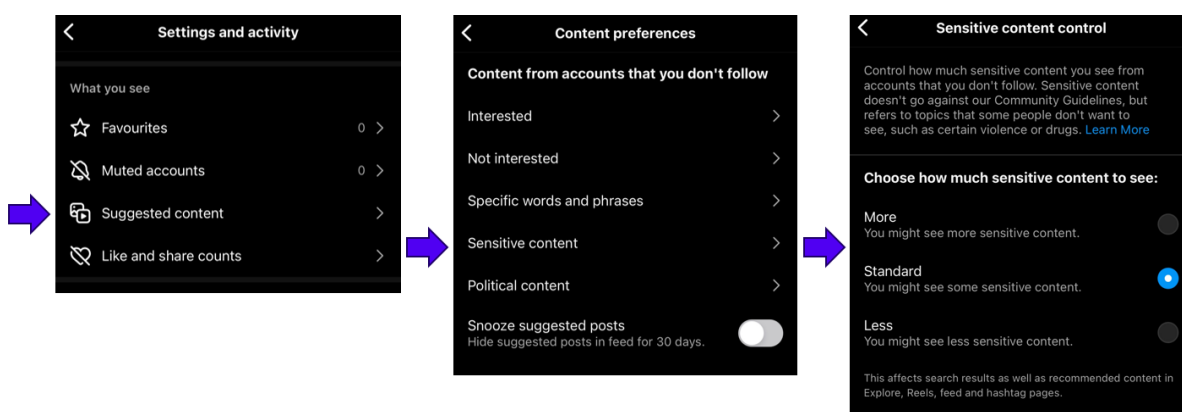 Settings and activity
What you see
Favourites 0
Muted accounts 0
Suggested content
Like and share counts
Content preferences
Content from accounts that you don't follow
Interested
Not interested
Specific words and phrases
Sensitive content
Political content
Snooze suggested posts
Hide suggested posts in feed for 30 days.
Sensitive content control
Control how much sensitive content you see from
accounts that you don't follow. Sensitive content
doesn't go against our Community Guidelines, but
refers to topics that some people don't want to
see, such as certain violence or drugs. Learn More
Choose how much sensitive content to see:
More
You might see more sensitive content.
Standard
You might see some sensitive content.
Less
You might see less sensitive content.
This affects search results as well as recommended content in
Explore, Reels, feed and hashtag pages.